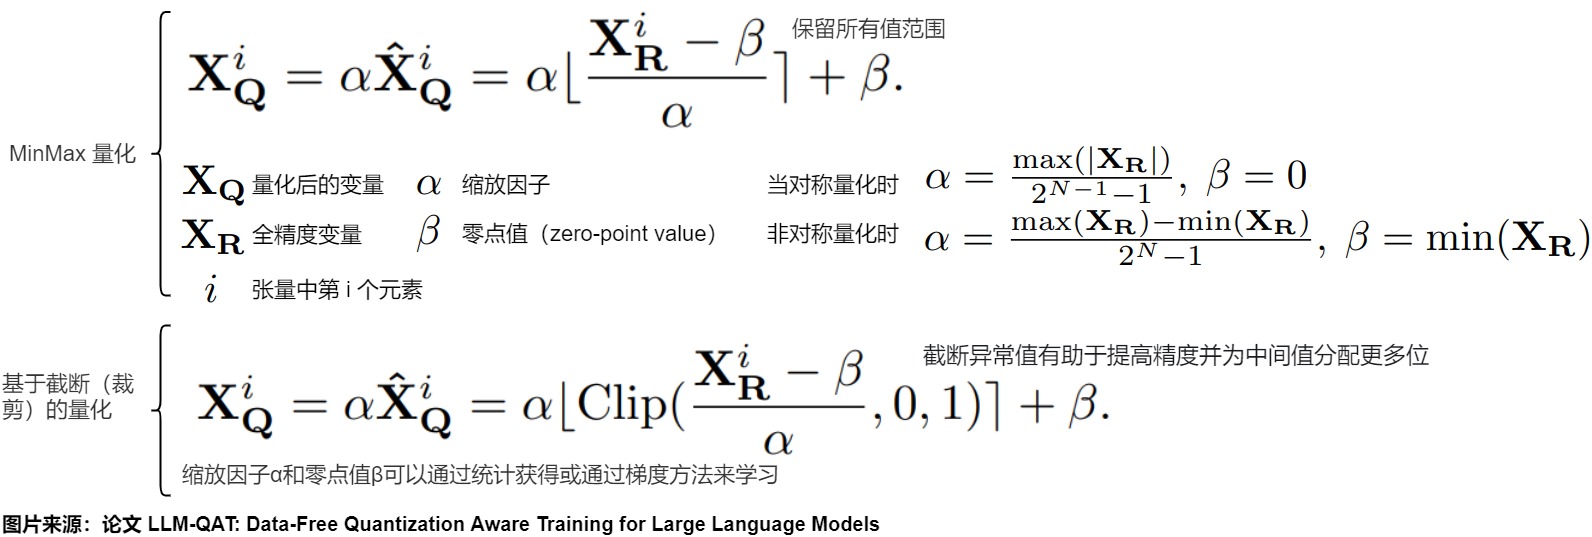 保留所有值范围
$\mathbf{X}_{\mathbf{Q}}^{i} = \alpha \hat{\mathbf{X}}_{\mathbf{Q}}^{i} = \alpha \lfloor \frac{\mathbf{X}_{\mathbf{R}}^{i} - \beta}{\alpha} \rceil + \beta.$
MinMax 量化
$\mathbf{X}_{\mathbf{Q}}$ 量化后的变量 $\alpha$ 缩放因子 当对称量化时 $\alpha = \frac{\max(|\mathbf{X}_{\mathbf{R}}|)}{2^{N-1}-1}, \beta = 0$
$\mathbf{X}_{\mathbf{R}}$ 全精度变量 $\beta$ 零点值（zero-point value） 非对称量化时 $\alpha = \frac{\max(\mathbf{X}_{\mathbf{R}})-\min(\mathbf{X}_{\mathbf{R}})}{2^{N}-1}, \beta = \min(\mathbf{X}_{\mathbf{R}})$
$i$ 张量中第 i 个元素
截断异常值有助于提高精度并为中间值分配更多位
基于截断（裁
剪）的量化
$\mathbf{X}_{\mathbf{Q}}^{i} = \alpha \hat{\mathbf{X}}_{\mathbf{Q}}^{i} = \alpha \lfloor \text{Clip}(\frac{\mathbf{X}_{\mathbf{R}}^{i} - \beta}{\alpha}, 0, 1) \rceil + \beta.$
缩放因子α和零点值β可以通过统计获得或通过梯度方法来学习
图片来源：论文 LLM-QAT: Data-Free Quantization Aware Training for Large Language Models